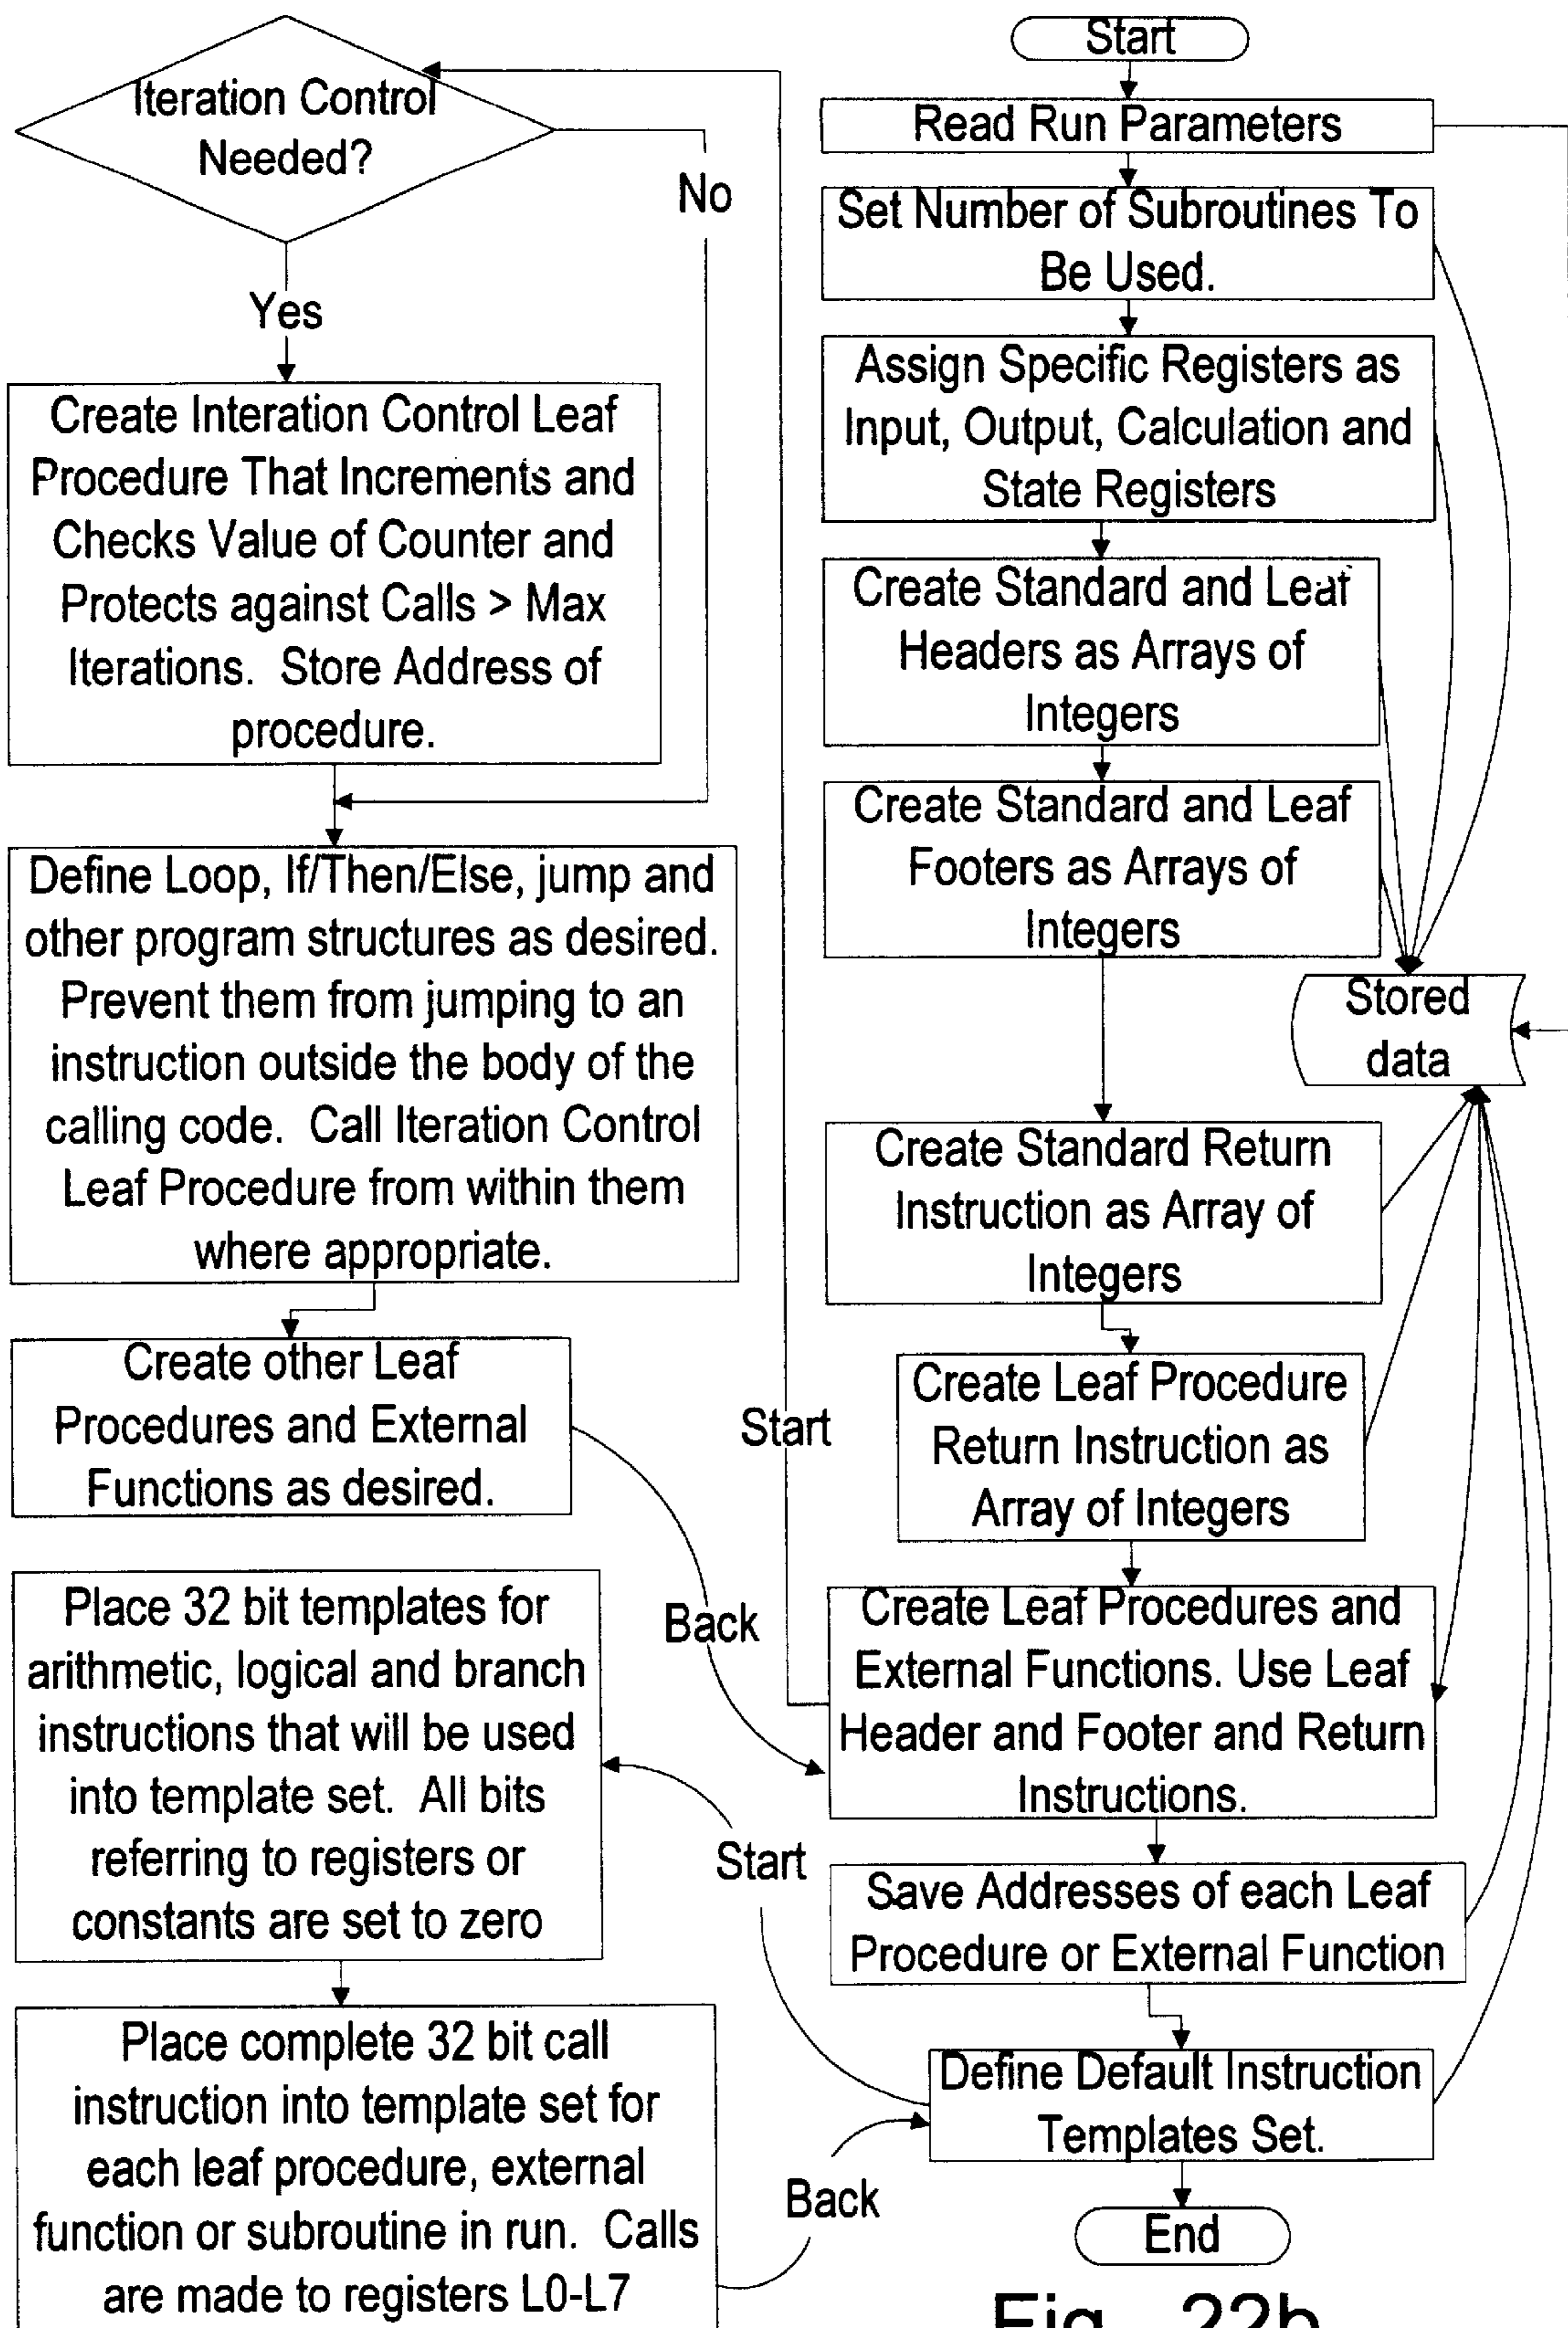 Iteration Control
Needed?
No
Yes
Create Interation Control Leaf
Procedure That Increments and
Checks Value of Counter and
Protects against Calls > Max
Iterations.  Store Address of
procedure.
Define Loop, If/Then/Else, jump and
other program structures as desired.
Prevent them from jumping to an
instruction outside the body of the
calling code.  Call Iteration Control
Leaf Procedure from within them
where appropriate.
Create other Leaf
Procedures and External
Functions as desired.
Place 32 bit templates for
arithmetic, logical and branch
instructions that will be used
into template set.  All bits
referring to registers or
constants are set to zero
Place complete 32 bit call
instruction into template set for
each leaf procedure, external
function or subroutine in run.  Calls
are made to registers L0-L7
Start
Back
Start
Back
Start
Read Run Parameters
Set Number of Subroutines To
Be Used.
Assign Specific Registers as
Input, Output, Calculation and
State Registers
Create Standard and Leaf
Headers as Arrays of
Integers
Create Standard and Leaf
Footers as Arrays of
Integers
Stored
data
Create Standard Return
Instruction as Array of
Integers
Create Leaf Procedure
Return Instruction as
Array of Integers
Create Leaf Procedures and
External Functions. Use Leaf
Header and Footer and Return
Instructions.
Save Addresses of each Leaf
Procedure or External Function
Define Default Instruction
Templates Set.
End
Fig. 22b